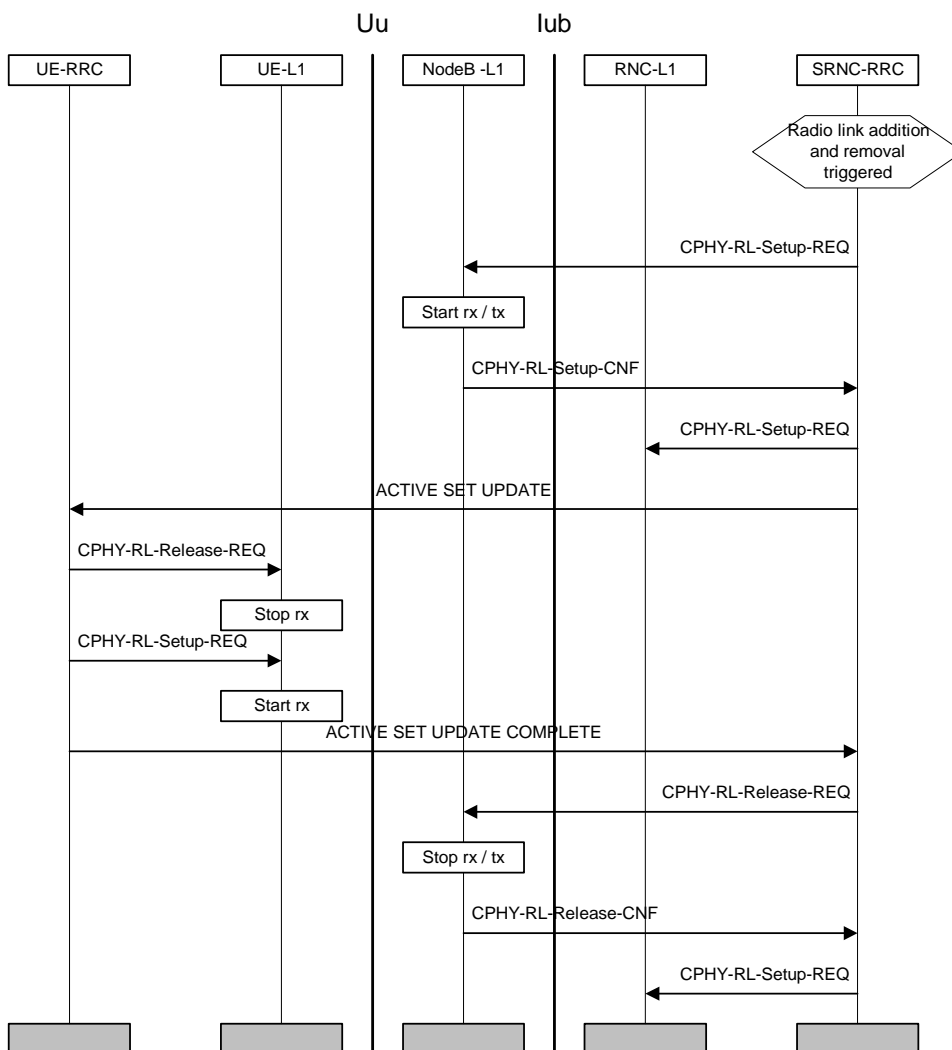 Uu
Iub
UE-RRC
UE-L1
NodeB -L1
RNC-L1
SRNC-RRC
Radio link addition
and removal
triggered
CPHY-RL-Setup-REQ
Start rx / tx
CPHY-RL-Setup-CNF
CPHY-RL-Setup-REQ
ACTIVE SET UPDATE
CPHY-RL-Release-REQ
Stop rx
CPHY-RL-Setup-REQ
Start rx
ACTIVE SET UPDATE COMPLETE
CPHY-RL-Release-REQ
Stop rx / tx
CPHY-RL-Release-CNF
CPHY-RL-Setup-REQ